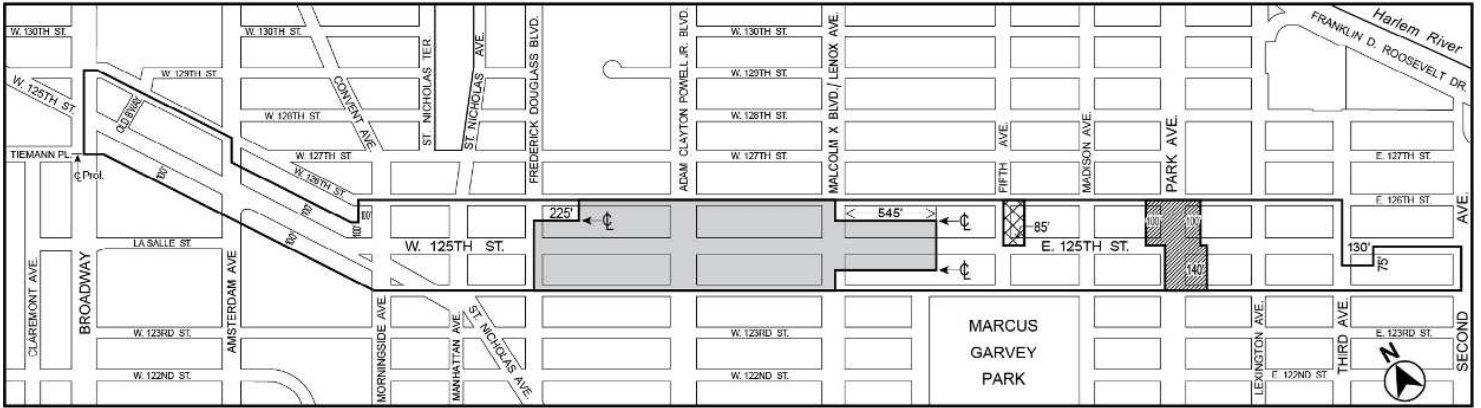 W. 130TH ST.
W. 130TH ST.
W. 130TH ST.
Harlem River
FRANKLIN D. ROOSEVELT DR.
W. 125TH ST.
W. 129TH ST.
W. 129TH ST.
OLD B'WAY
CONVENT AVE.
ST. NICHOLAS TER.
ST. NICHOLAS AVE.
FREDERICK DOUGLASS BLVD.
ADAM CLAYTON POWELL JR. BLVD.
MALCOLM X BLVD./ LENOX AVE.
FIFTH AVE.
MADISON AVE.
PARK AVE.
W. 128TH ST.
W. 128TH ST.
TIEMANN PL.
W. 127TH ST.
W. 127TH ST.
E. 127TH ST.
℄ Prol.
100'
W. 126TH ST.
100'
100'
100'
100'
E. 126TH ST.
225'
℄
545'
℄
85'
100'
100'
LA SALLE ST.
W. 125TH ST.
E. 125TH ST.
130'
75'
℄
140'
CLAREMONT AVE.
BROADWAY
AMSTERDAM AVE
MORNINGSIDE AVE.
MANHATTAN AVE.
ST. NICHOLAS AVE.
W. 123RD ST.
W. 123RD ST.
W. 123RD ST.
MARCUS
GARVEY
PARK
LEXINGTON AVE.
THIRD AVE.
SECOND AVE.
E. 123RD ST.
W. 122ND ST.
W. 122ND ST.
E. 122ND ST.
N